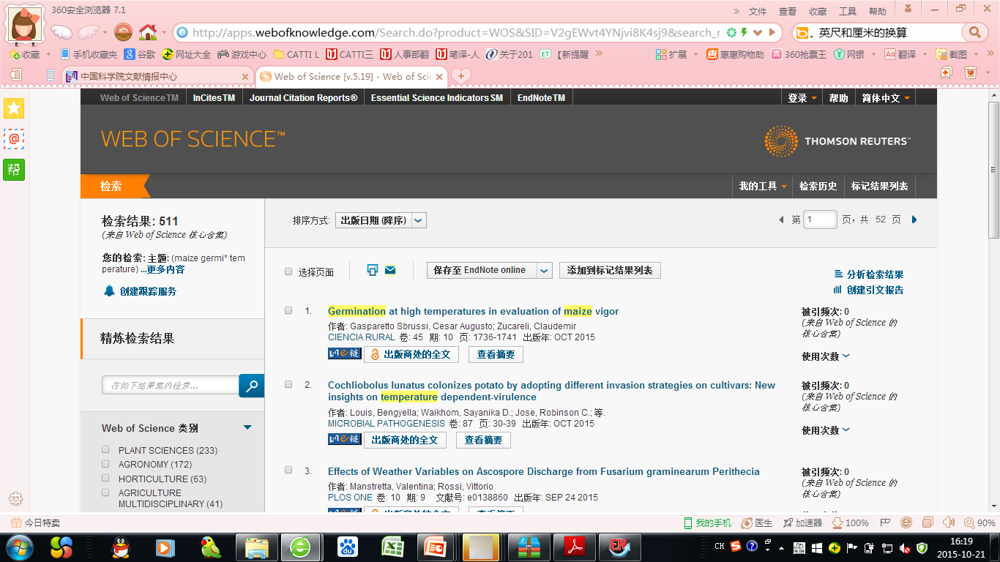 360安全浏览器 7.1
» 文件 查看 收藏 工具 帮助
http://apps.webofknowledge.com/Search.do?product=WOS&SID=V2gEWvt4YNjvi8K4sjp&search_r
英尺和厘米的换算
收藏 手机收藏夹 谷歌 网址大全 游戏中心 CATTI L CATTI三 人事部翻 笔译-人 关于201 【新提醒 » 扩展 惠惠购物助 360抢票王 网银 翻译 截图 »
中国科学院文献情报中心
Web of Science [v.5.19] - Web of Sci
Web of Science™ InCites™ Journal Citation Reports® Essential Science Indicators SM EndNote™ 登录 帮助 简体中文
帮
WEB OF SCIENCE™
THOMSON REUTERS™
检索 我的工具 检索历史 标记结果列表
检索结果: 511
(来自 Web of Science 核心合集)
您的检索: 主题: (maize germi* tem
perature) ...更多内容
创建跟踪服务
精炼检索结果
在如下结果集内检索...
Web of Science 类别
PLANT SCIENCES (233)
AGRONOMY (172)
HORTICULTURE (63)
AGRICULTURE
MULTIDISCIPLINARY (41)
排序方式: 出版日期 (降序)
第 1 页，共 52 页
选择页面 保存至 EndNote online 添加到标记结果列表
分析检索结果
创建引文报告
1. Germination at high temperatures in evaluation of maize vigor
作者: Gasparetto Sbrussi, Cesar Augusto; Zucareli, Claudemir
CIENCIA RURAL 卷: 45 期: 10 页: 1736-1741 出版年: OCT 2015
出版商处的全文 查看摘要
被引频次: 0
(来自 Web of Science 的
核心合集)
使用次数
2. Cochliobolus lunatus colonizes potato by adopting different invasion strategies on cultivars: New
insights on temperature dependent-virulence
作者: Louis, Bengyella; Waikhom, Sayanika D.; Jose, Robinson C.; 等.
MICROBIAL PATHOGENESIS 卷: 87 页: 30-39 出版年: OCT 2015
出版商处的全文 查看摘要
被引频次: 0
(来自 Web of Science 的
核心合集)
使用次数
3. Effects of Weather Variables on Ascospore Discharge from Fusarium graminearum Perithecia
作者: Manstretta, Valentina; Rossi, Vittorio
PLOS ONE 卷: 10 期: 9 文献号: e0138860 出版年: SEP 24 2015
被引频次: 0
(来自 Web of Science 的
核心合集)
今日特卖 我的手机 医生 加速器 100% 90%
CH
16:19
2015-10-21